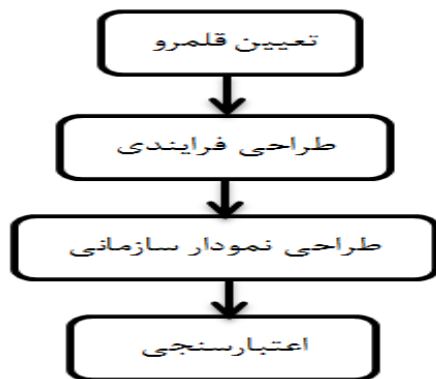 تعیین قلمرو
طراحی فرایندی
طراحی نمودار سازمانی
اعتبارسنجی